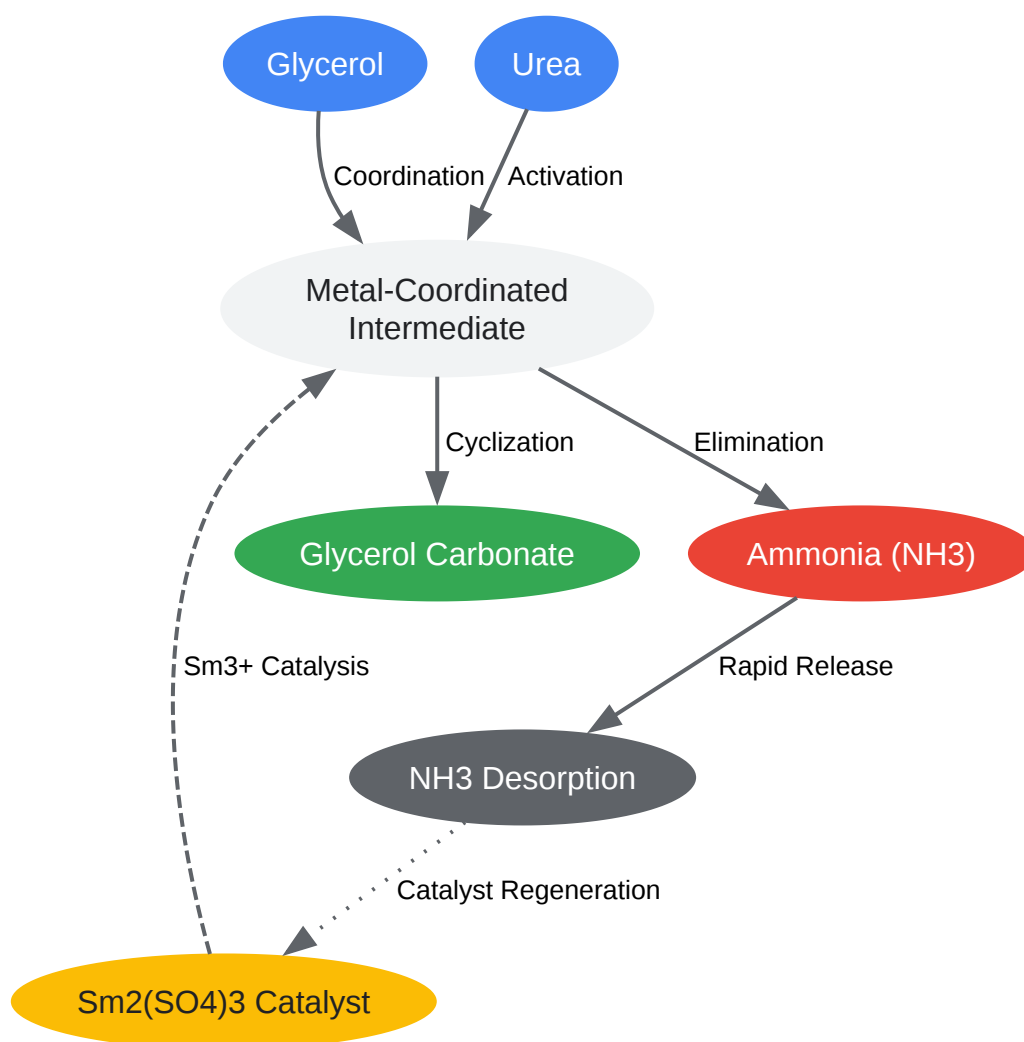 Glycerol
Urea
Coordination
Activation
Metal-Coordinated
Intermediate
Cyclization
Elimination
Glycerol Carbonate
Ammonia (NH3)
Sm3+ Catalysis
Rapid Release
NH3 Desorption
Catalyst Regeneration
Sm2(SO4)3 Catalyst